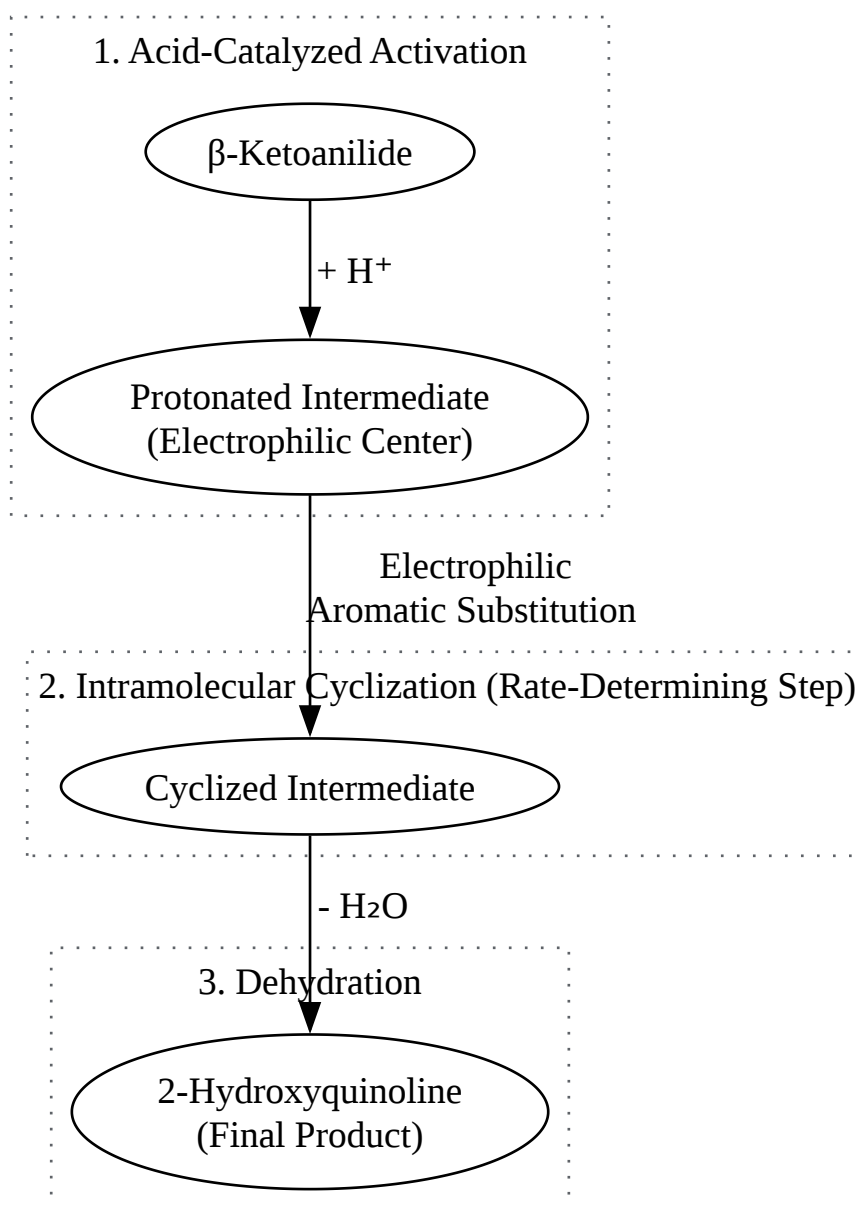 1. Acid-Catalyzed Activation
β-Ketoanilide
+ H⁺
Protonated Intermediate
(Electrophilic Center)
Electrophilic
Aromatic Substitution
2. Intramolecular Cyclization (Rate-Determining Step)
Cyclized Intermediate
- H₂O
3. Dehydration
2-Hydroxyquinoline
(Final Product)